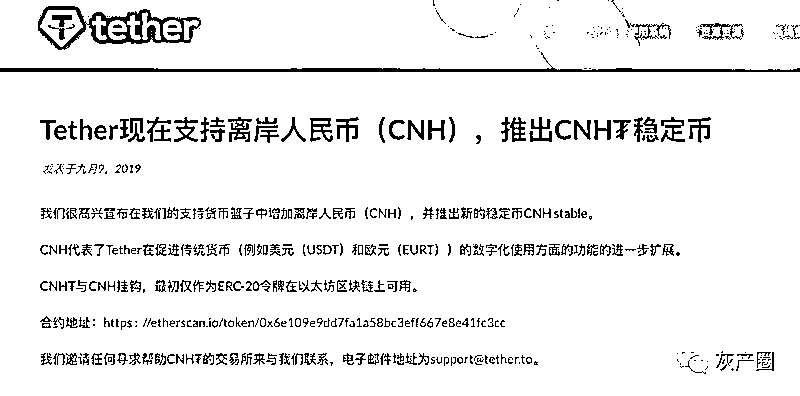 tether
Tether现在支持离岸人民币（CNH），推出CNH₮稳定币
发表于九月9，2019
我们很高兴宣布在我们的支持货币篮子中增加离岸人民币（CNH），并推出新的稳定币CNH stable。
CNH代表了Tether在促进传统货币（例如美元（USDT）和欧元（EURT））的数字化使用方面的功能的进一步扩展。
CNH₮与CNH挂钩，最初仅作为ERC-20令牌在以太坊区块链上可用。
合约地址：https：//etherscan.io/token/0x6e109e9dd7fa1a58bc3eff667e8e41fc3cc
我们邀请任何寻求帮助CNH₮的交易所来与我们联系，电子邮件地址为support@tether.to。
灰产圈